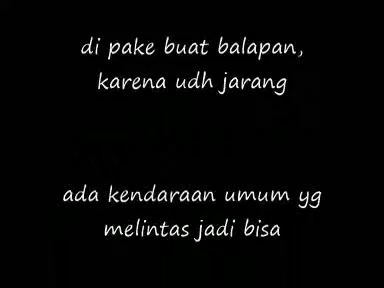 di pake buat balapan,
karena udh jarang
ada kendaraan umum yg
melintas jadi bisa